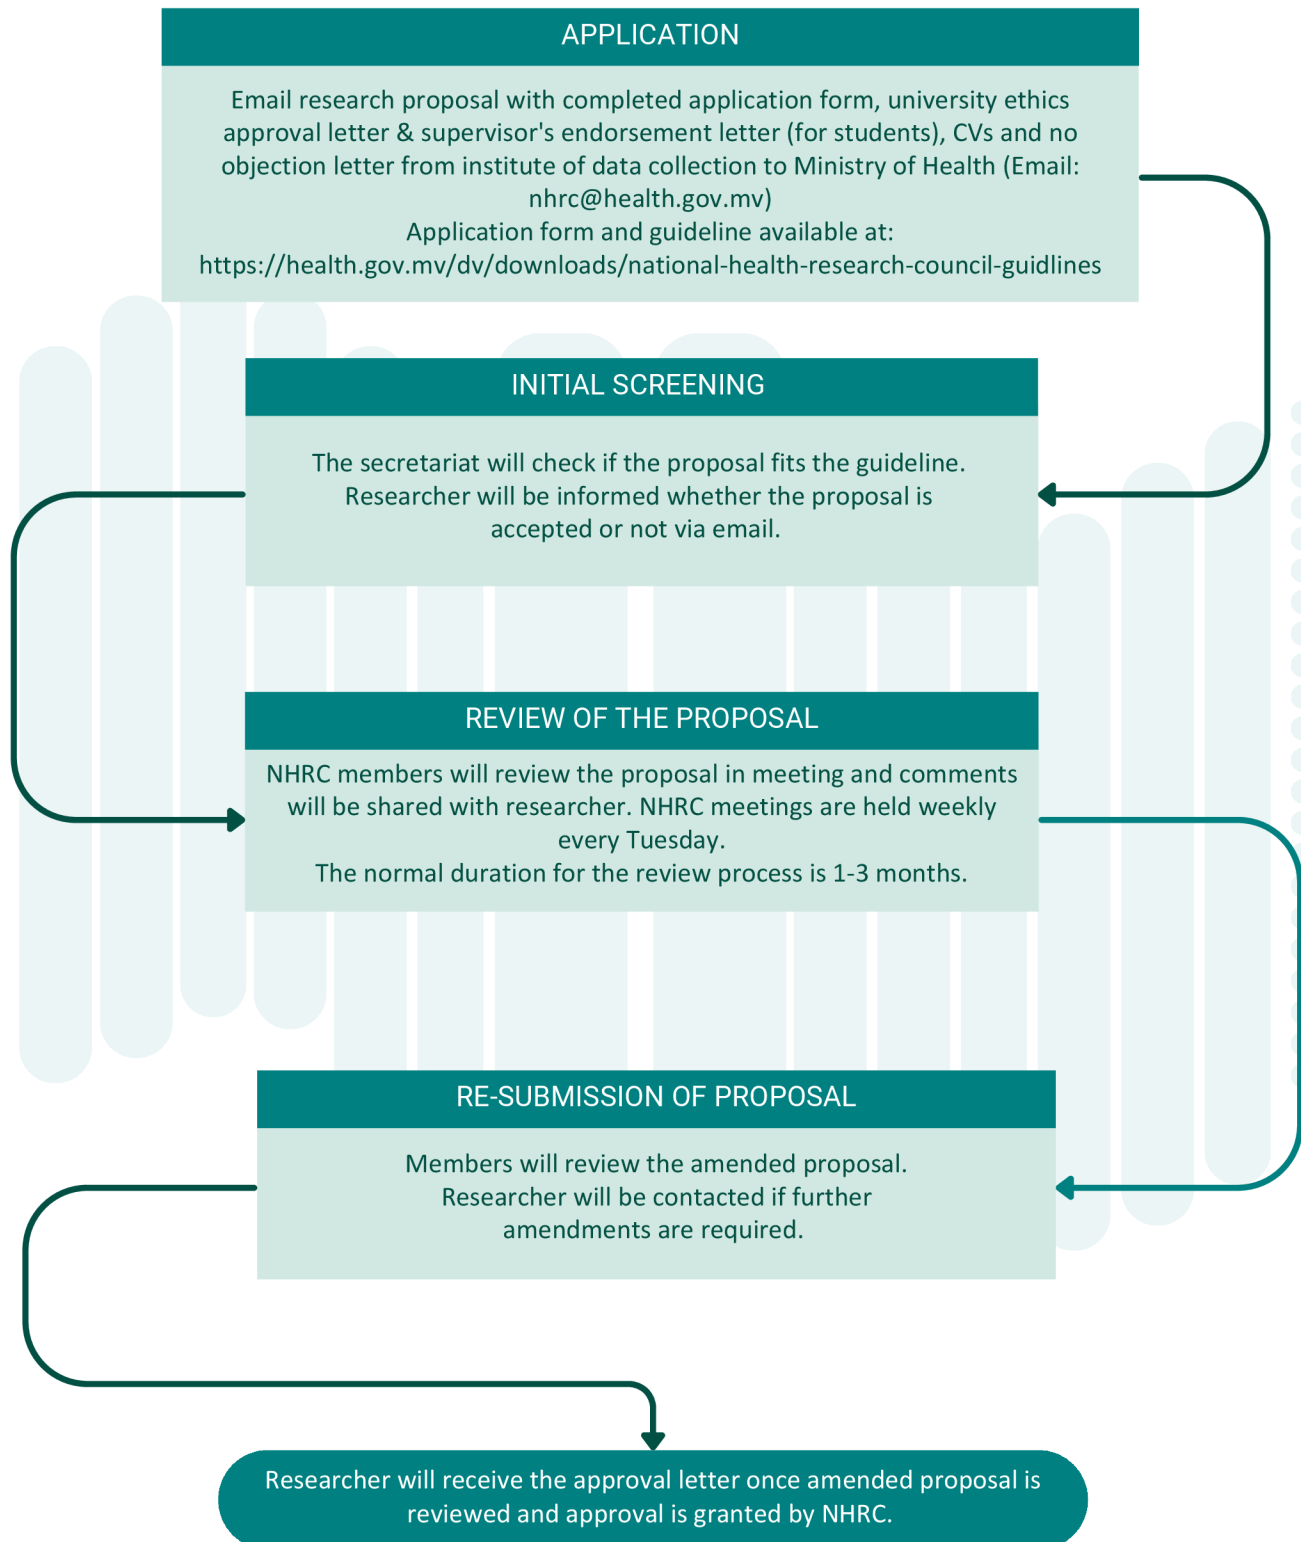 APPLICATION
Email research proposal with completed application form, university ethics
approval letter & supervisor's endorsement letter (for students), CVs and no
objection letter from institute of data collection to Ministry of Health (Email:
nhrc@health.gov.mv)
Application form and guideline available at:
https://health.gov.mv/dv/downloads/national-health-research-council-guidlines
INITIAL SCREENING
The secretariat will check if the proposal fits the guideline.
Researcher will be informed whether the proposal is
accepted or not via email.
REVIEW OF THE PROPOSAL
NHRC members will review the proposal in meeting and comments
will be shared with researcher. NHRC meetings are held weekly
every Tuesday.
The normal duration for the review process is 1-3 months.
RE-SUBMISSION OF PROPOSAL
Members will review the amended proposal.
Researcher will be contacted if further
amendments are required.
Researcher will receive the approval letter once amended proposal is
reviewed and approval is granted by NHRC.